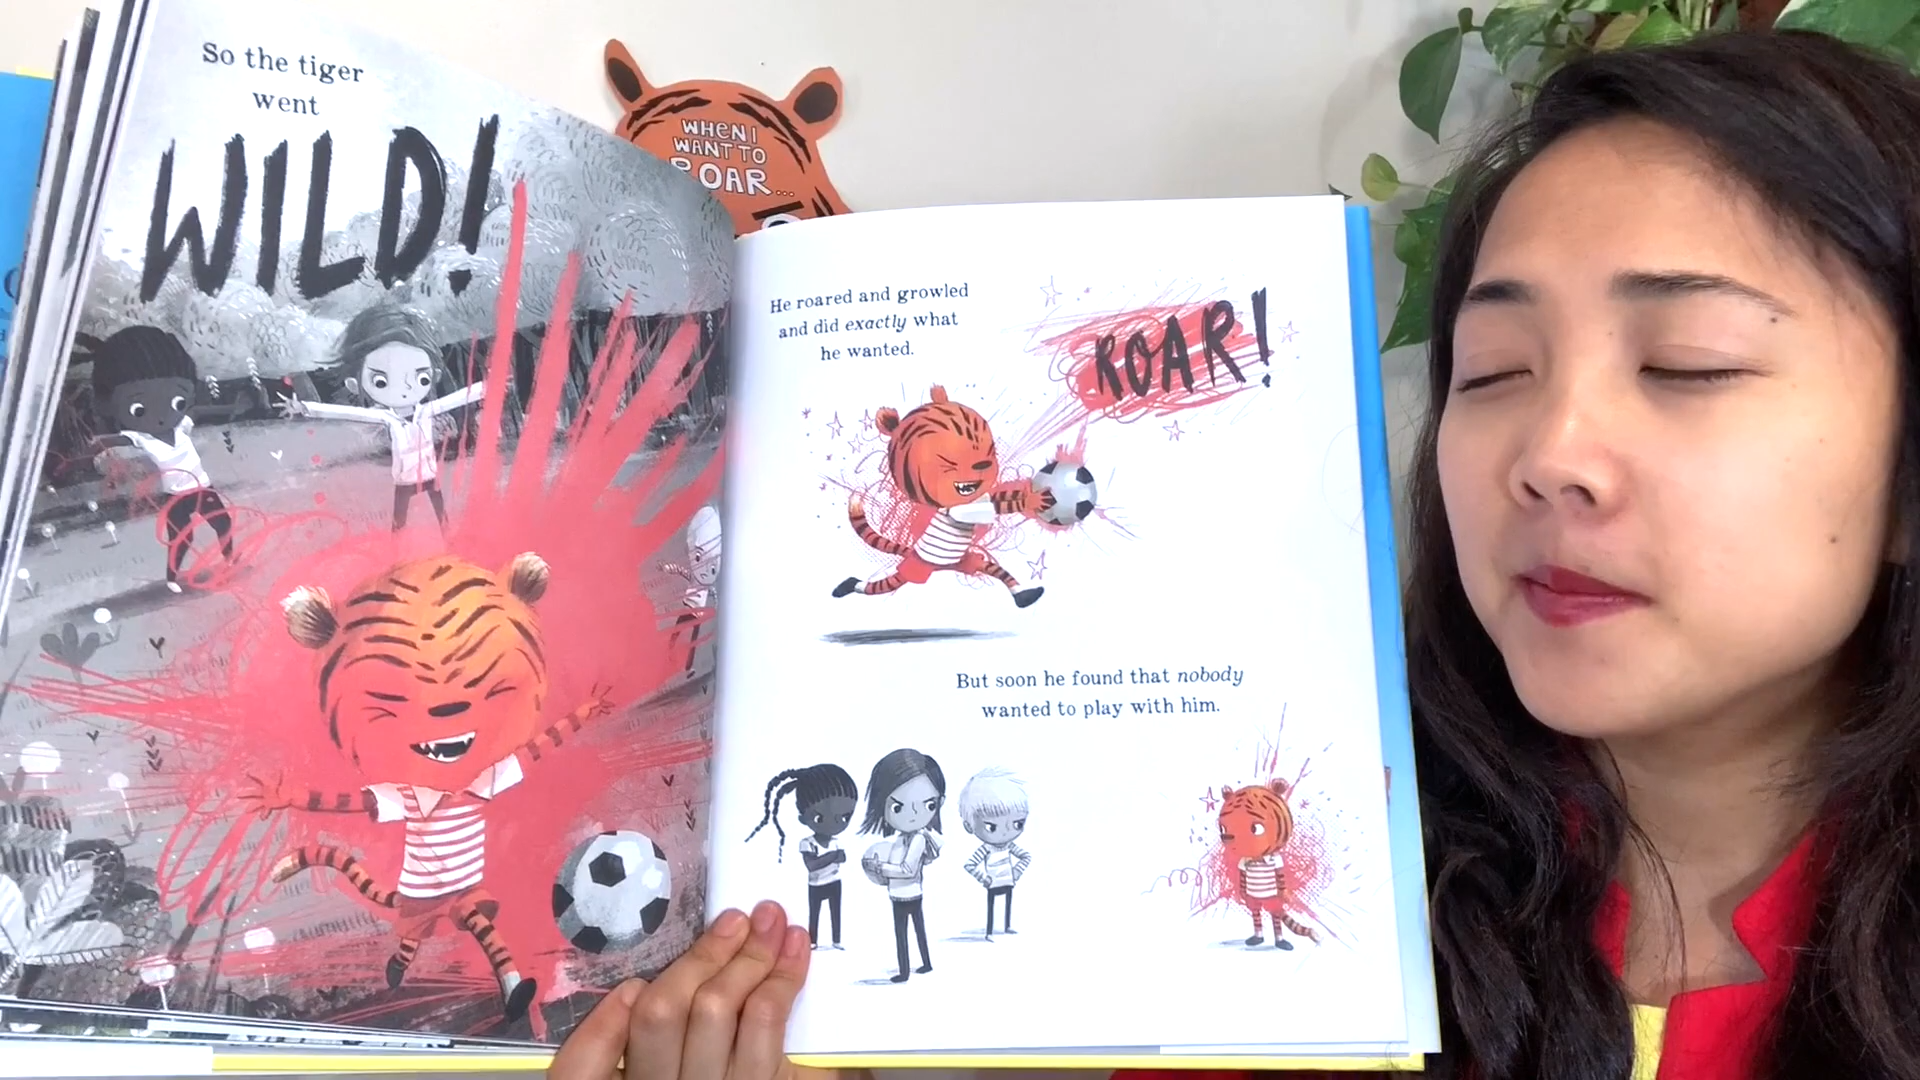 So the tiger
went
WILD!
WHEN I
WANT TO
ROAR...
He roared and growled
and did exactly what
he wanted.
ROAR!
But soon he found that nobody
wanted to play with him.